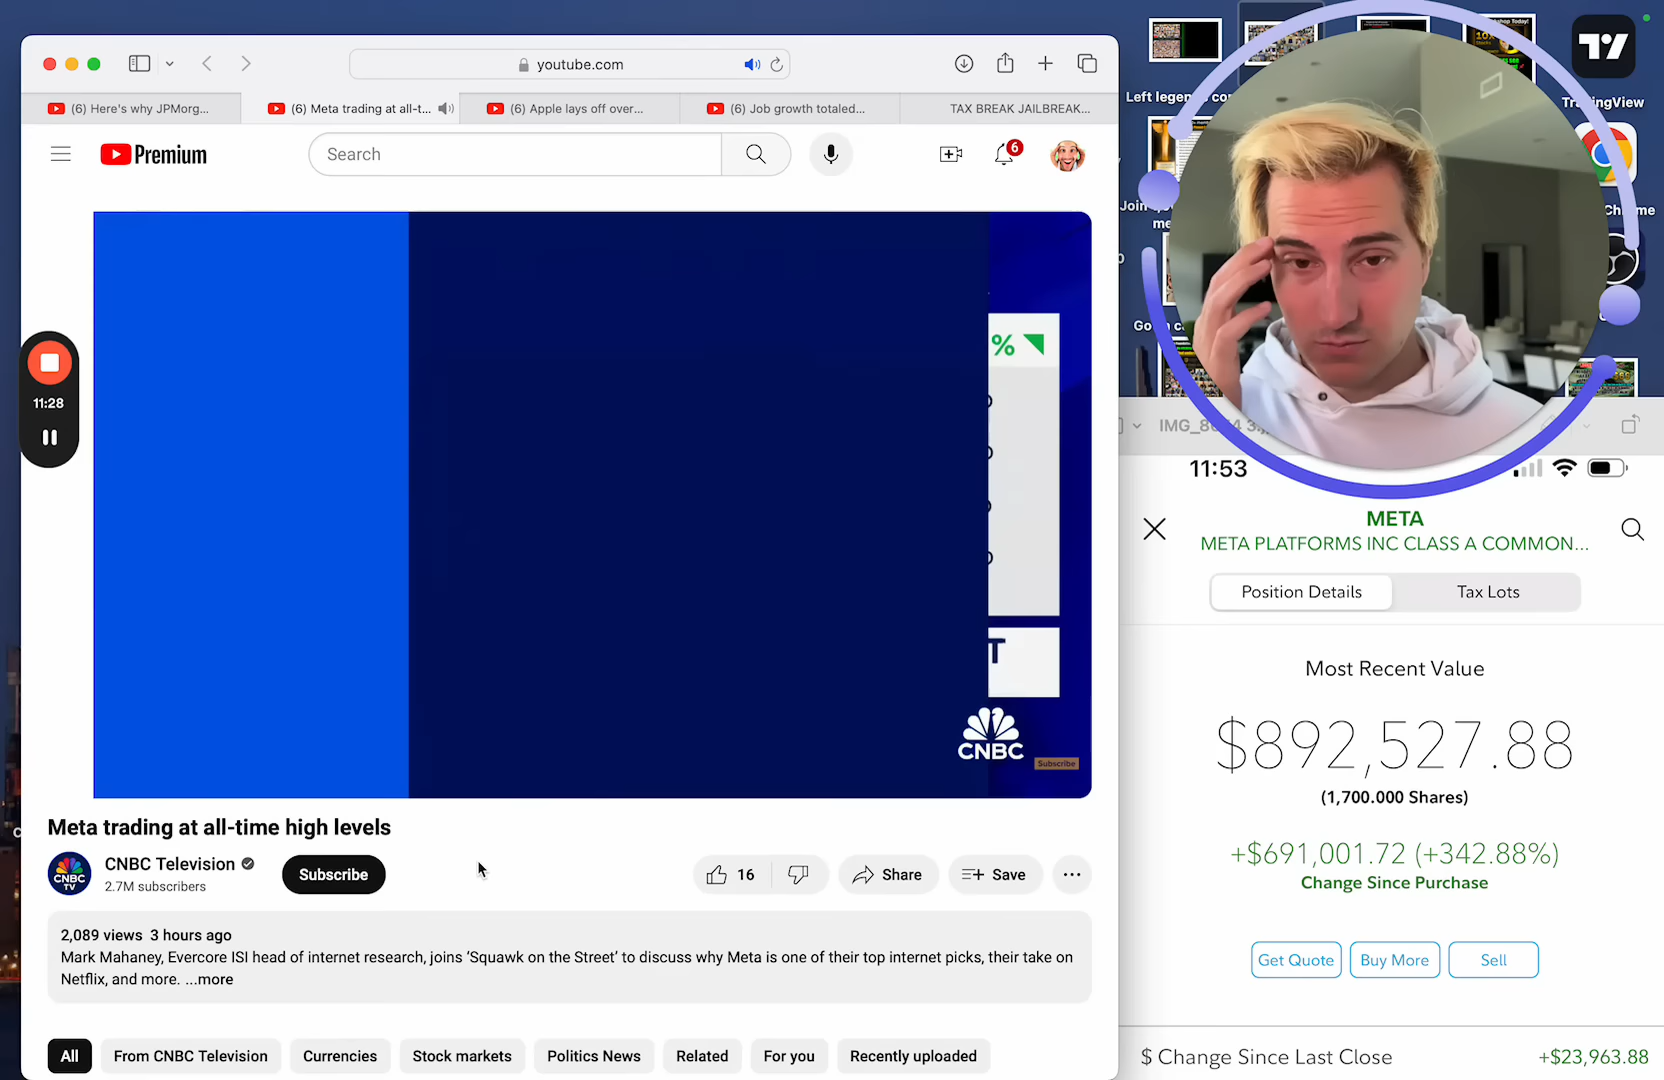 youtube.com
(6) Here's why JPMorg...
(6) Meta trading at all-t...
(6) Apple lays off over...
(6) Job growth totaled...
TAX BREAK JAILBREAK...
Premium
Search
6
11:28
%
T
CNBC
Subscribe
Meta trading at all-time high levels
CNBC
TV
CNBC Television
2.7M subscribers
Subscribe
16
Share
Save
2,089 views 3 hours ago
Mark Mahaney, Evercore ISI head of internet research, joins ‘Squawk on the Street’ to discuss why Meta is one of their top internet picks, their take on
Netflix, and more. ...more
All
From CNBC Television
Currencies
Stock markets
Politics News
Related
For you
Recently uploaded
TradingView
11:53
META
META PLATFORMS INC CLASS A COMMON...
Position Details
Tax Lots
Most Recent Value
$892,527.88
(1,700.000 Shares)
+$691,001.72 (+342.88%)
Change Since Purchase
Get Quote
Buy More
Sell
$ Change Since Last Close
+$23,963.88